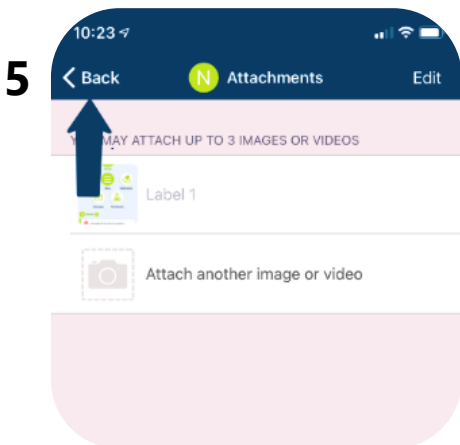 10:23
5
Back
N Attachments
Edit
MAY ATTACH UP TO 3 IMAGES OR VIDEOS
Label 1
Attach another image or video